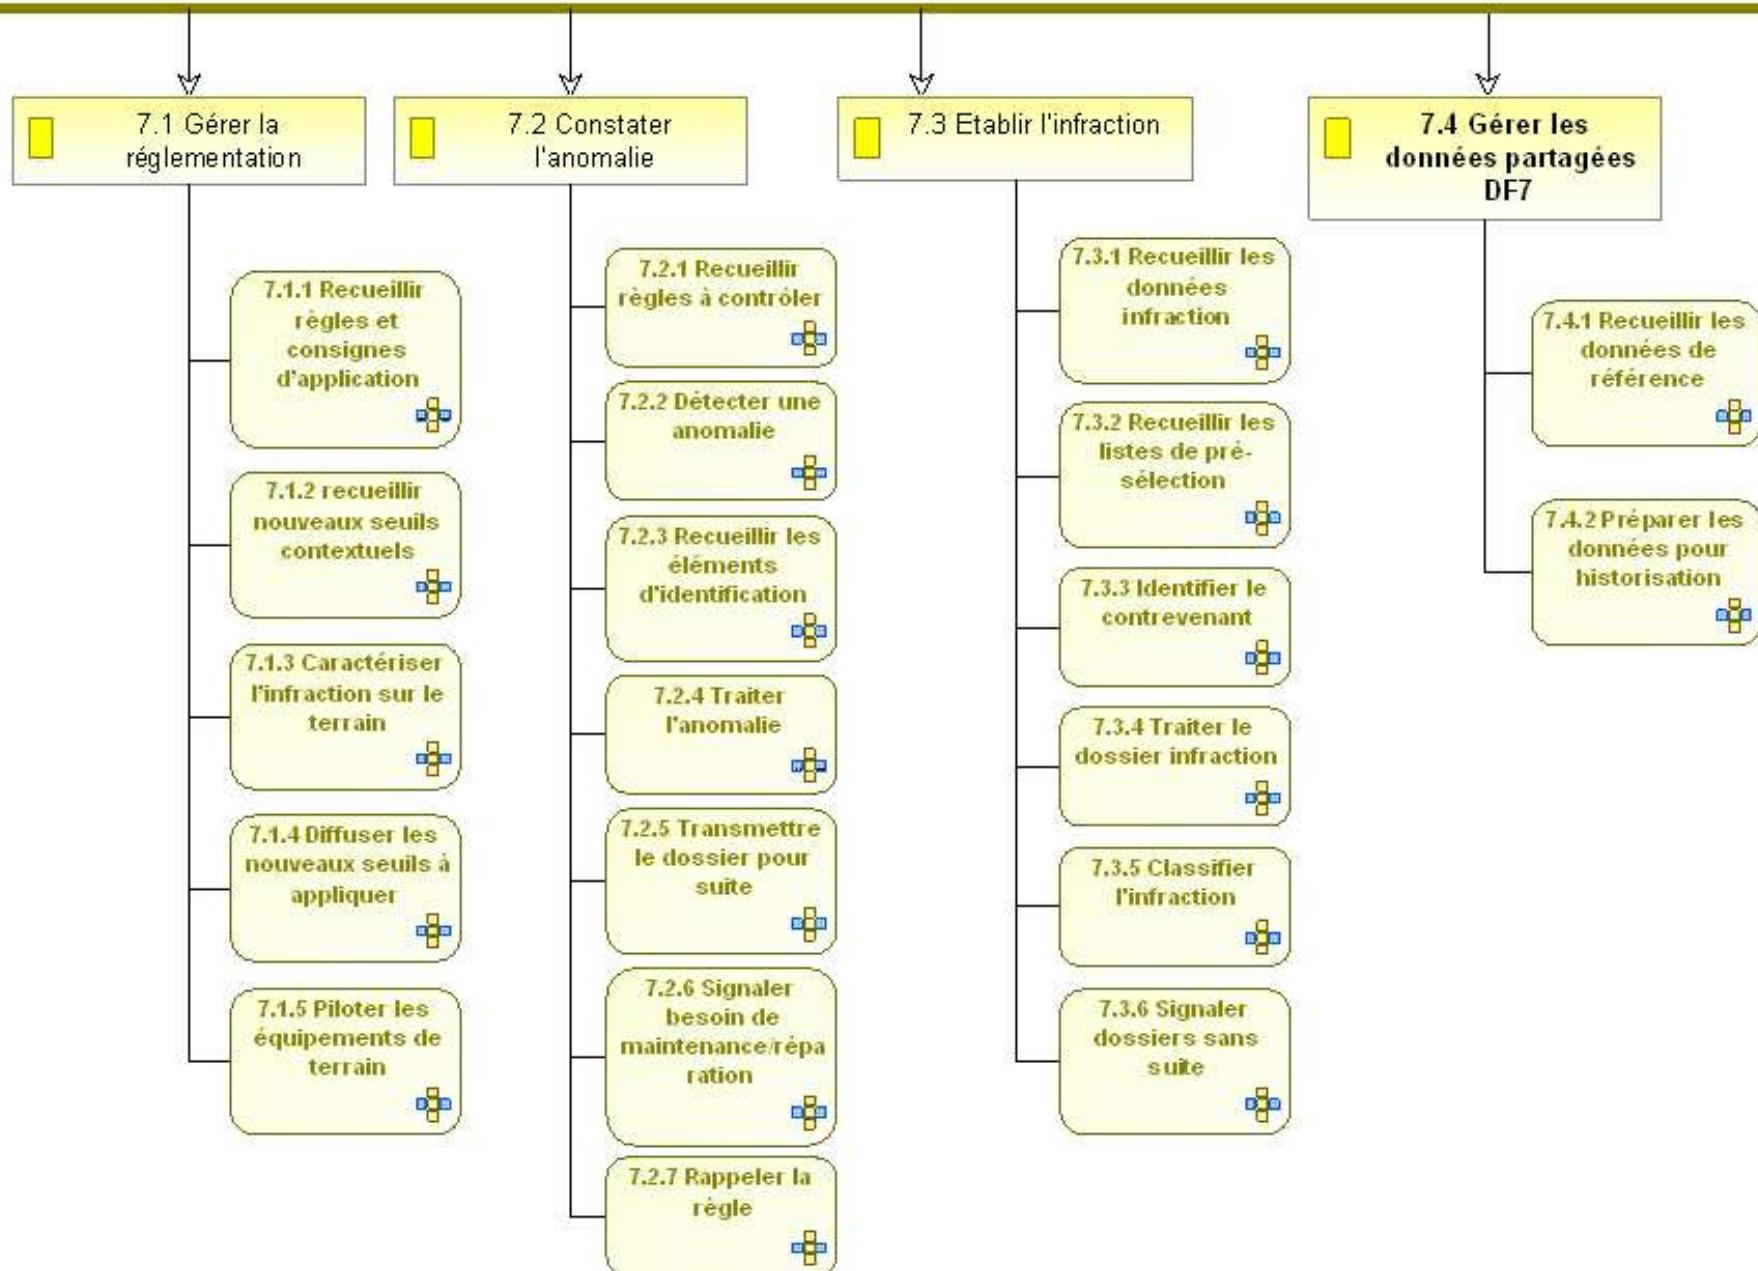 7.1 Gérer la
réglementation
7.1.1 Recueillir
règles et
consignes
d'application
7.1.2 recueillir
nouveaux seuils
contextuels
7.1.3 Caractériser
l'infraction sur le
terrain
7.1.4 Diffuser les
nouveaux seuils à
appliquer
7.1.5 Piloter les
équipements de
terrain
7.2 Constater
l'anomalie
7.2.1 Recueillir
règles à contrôler
7.2.2 Détecter une
anomalie
7.2.3 Recueillir les
éléments
d'identification
7.2.4 Traiter
l'anomalie
7.2.5 Transmettre
le dossier pour
suite
7.2.6 Signaler
besoin de
maintenance/répa
ration
7.2.7 Rappeler la
règle
7.3 Etablir l'infraction
7.3.1 Recueillir les
données
infraction
7.3.2 Recueillir les
listes de pré-
sélection
7.3.3 Identifier le
contrevenant
7.3.4 Traiter le
dossier infraction
7.3.5 Classifier
l'infraction
7.3.6 Signaler
dossiers sans
suite
7.4 Gérer les
données partagées
DF7
7.4.1 Recueillir les
données de
référence
7.4.2 Préparer les
données pour
historisation